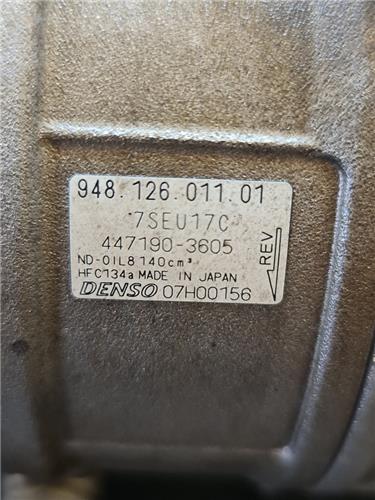 948.126.011.01
7SEU17C
447190-3605
REV
ND-OIL8 140cm³
HFC134a MADE IN JAPAN
DENSO 07H00156